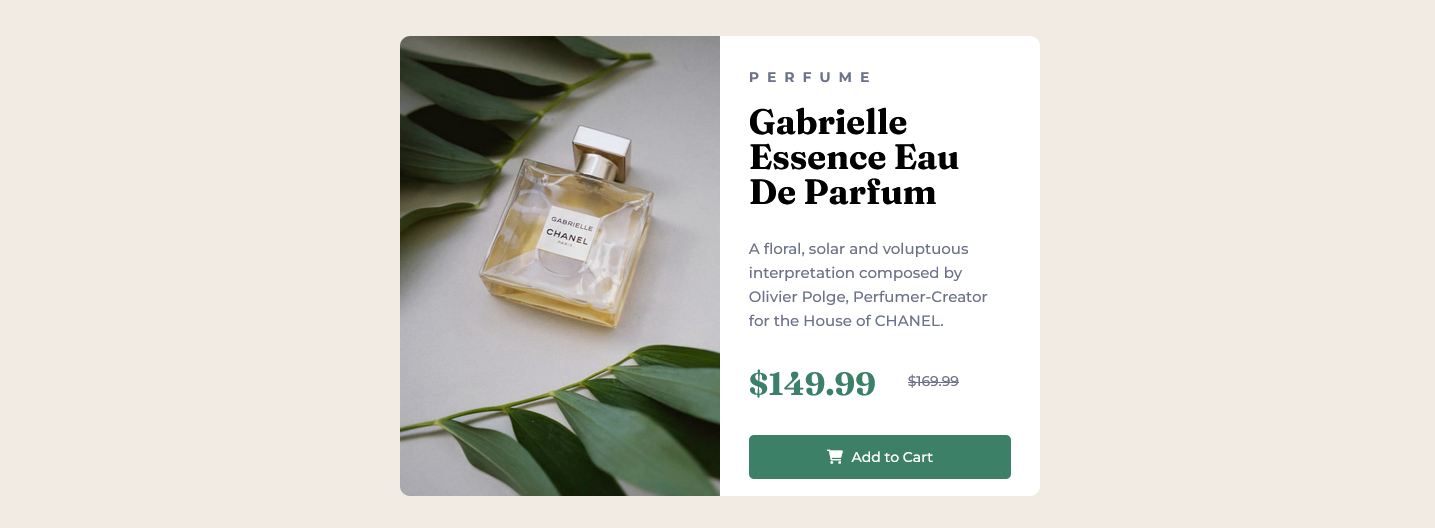 PERFUME
Gabrielle
Essence Eau
De Parfum
A floral, solar and voluptuous
interpretation composed by
Olivier Polge, Perfumer-Creator
for the House of CHANEL.
$149.99 $169.99
Add to Cart
GABRIELLE
CHANEL
PARIS